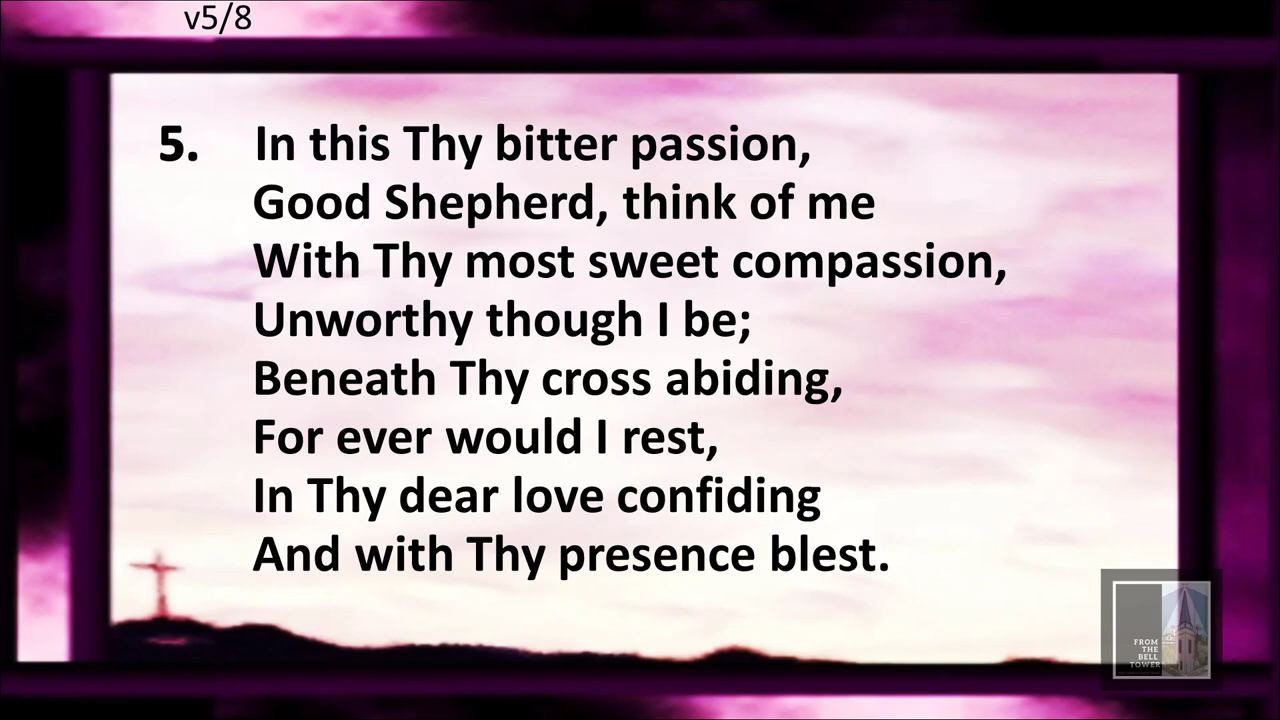 v5/8
5. In this Thy bitter passion,
Good Shepherd, think of me
With Thy most sweet compassion,
Unworthy though I be;
Beneath Thy cross abiding,
For ever would I rest,
In Thy dear love confiding
And with Thy presence blest.
FROM
THE
BELL
TOWER